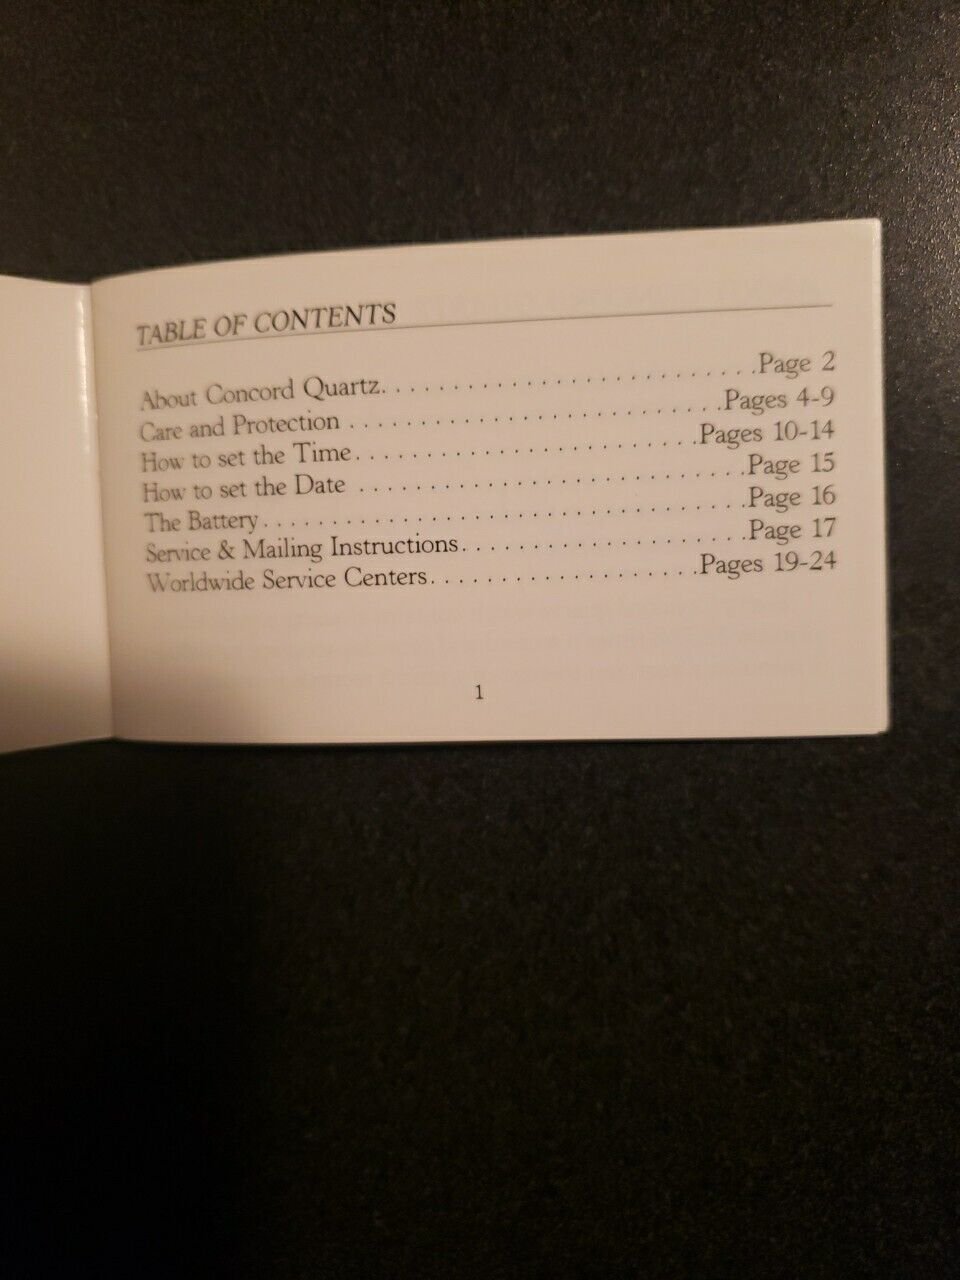 TABLE OF CONTENTS
About Concord Quartz. . . . . . . . . . . . . . . . . . . . . . . . . . .Page 2
Care and Protection . . . . . . . . . . . . . . . . . . . . . . . . . . .Pages 4-9
How to set the Time. . . . . . . . . . . . . . . . . . . . . . . . .Pages 10-14
How to set the Date . . . . . . . . . . . . . . . . . . . . . . . . . . . .Page 15
The Battery. . . . . . . . . . . . . . . . . . . . . . . . . . . . . . . . . . . .Page 16
Service & Mailing Instructions. . . . . . . . . . . . . . . . . . . . .Page 17
Worldwide Service Centers. . . . . . . . . . . . . . . . . . . .Pages 19-24
1